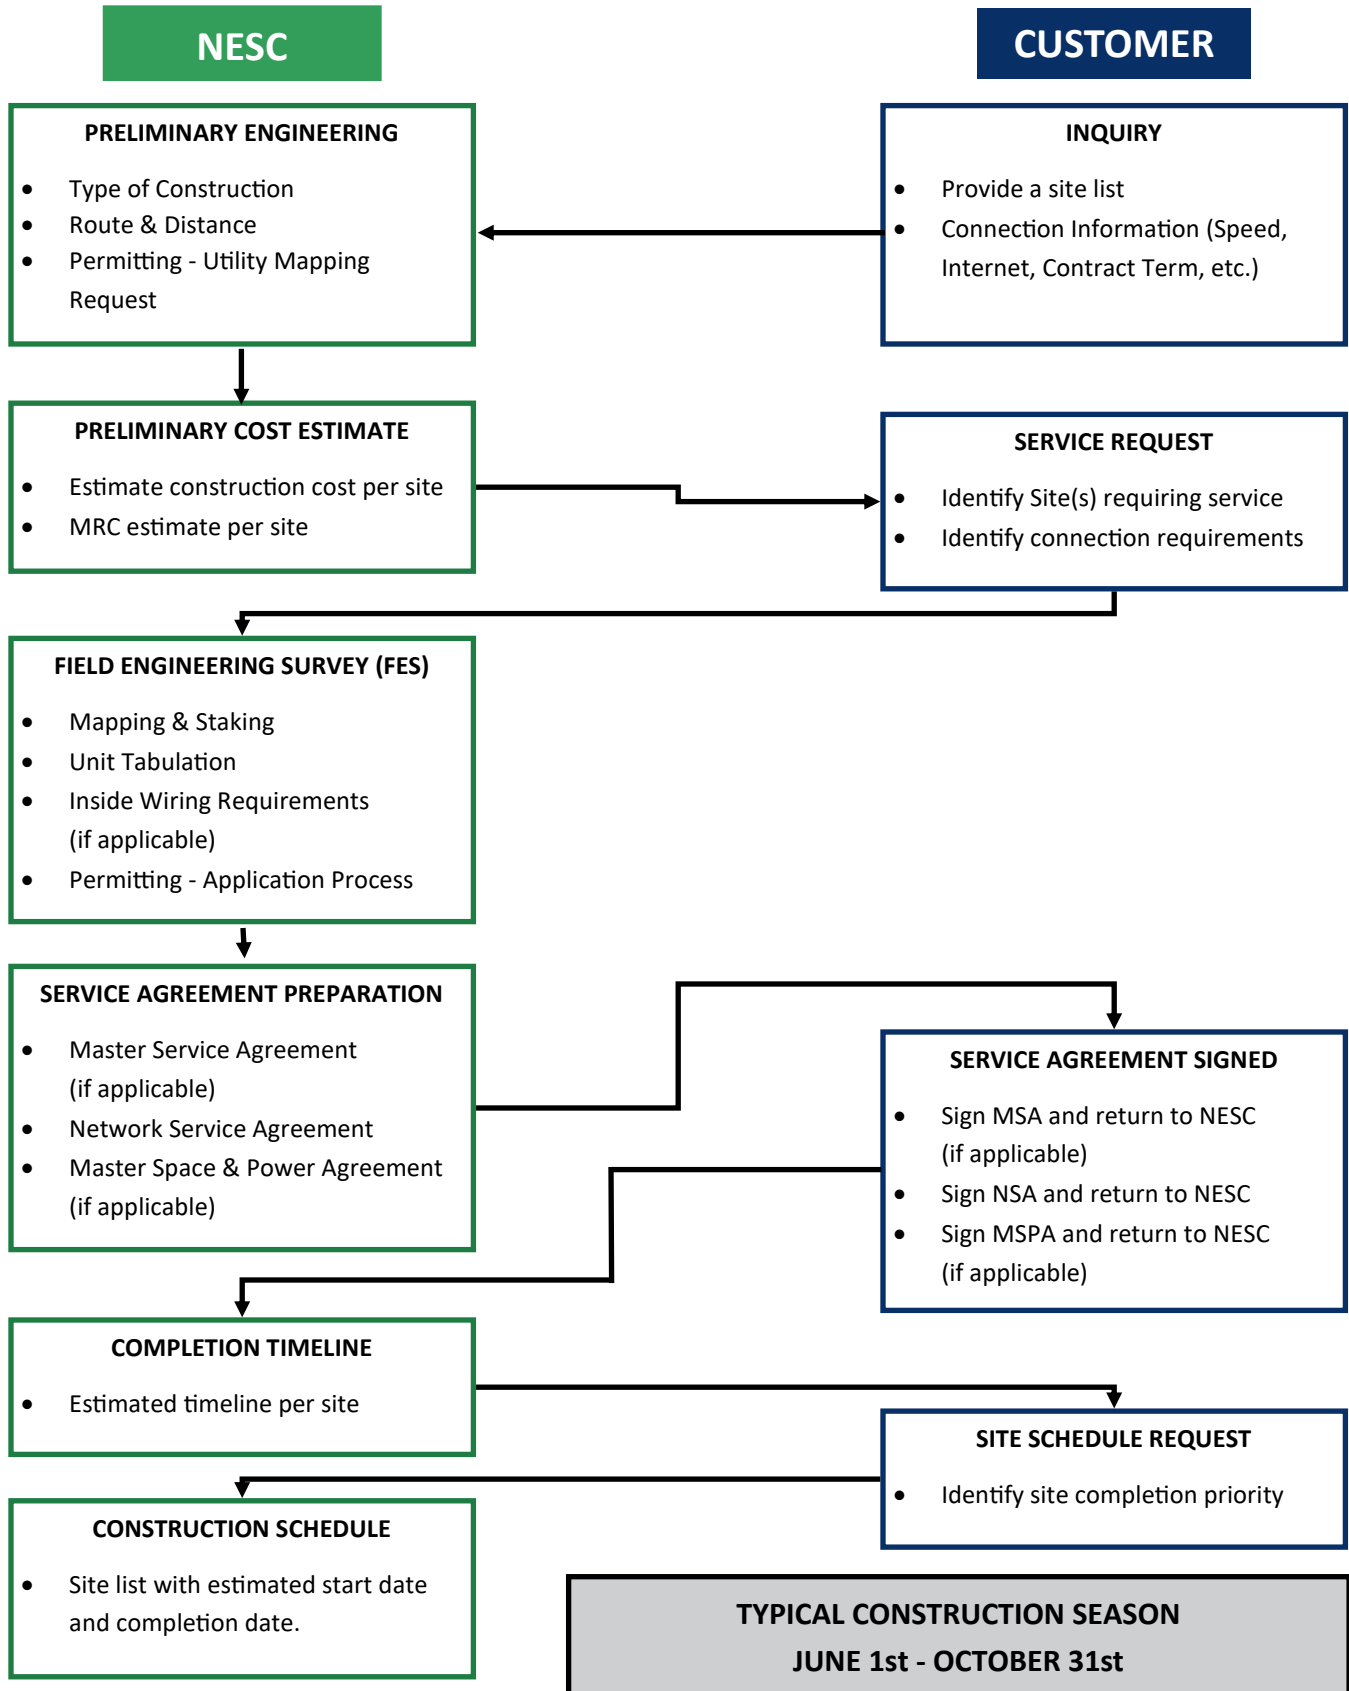 NESC
CUSTOMER
PRELIMINARY ENGINEERING
• Type of Construction
• Route & Distance
• Permitting - Utility Mapping
Request
INQUIRY
• Provide a site list
• Connection Information (Speed,
Internet, Contract Term, etc.)
PRELIMINARY COST ESTIMATE
• Estimate construction cost per site
• MRC estimate per site
SERVICE REQUEST
• Identify Site(s) requiring service
• Identify connection requirements
FIELD ENGINEERING SURVEY (FES)
• Mapping & Staking
• Unit Tabulation
• Inside Wiring Requirements
(if applicable)
• Permitting - Application Process
SERVICE AGREEMENT PREPARATION
• Master Service Agreement
(if applicable)
• Network Service Agreement
• Master Space & Power Agreement
(if applicable)
SERVICE AGREEMENT SIGNED
• Sign MSA and return to NESC
(if applicable)
• Sign NSA and return to NESC
• Sign MSPA and return to NESC
(if applicable)
COMPLETION TIMELINE
• Estimated timeline per site
SITE SCHEDULE REQUEST
• Identify site completion priority
CONSTRUCTION SCHEDULE
• Site list with estimated start date
and completion date.
TYPICAL CONSTRUCTION SEASON
JUNE 1st - OCTOBER 31st